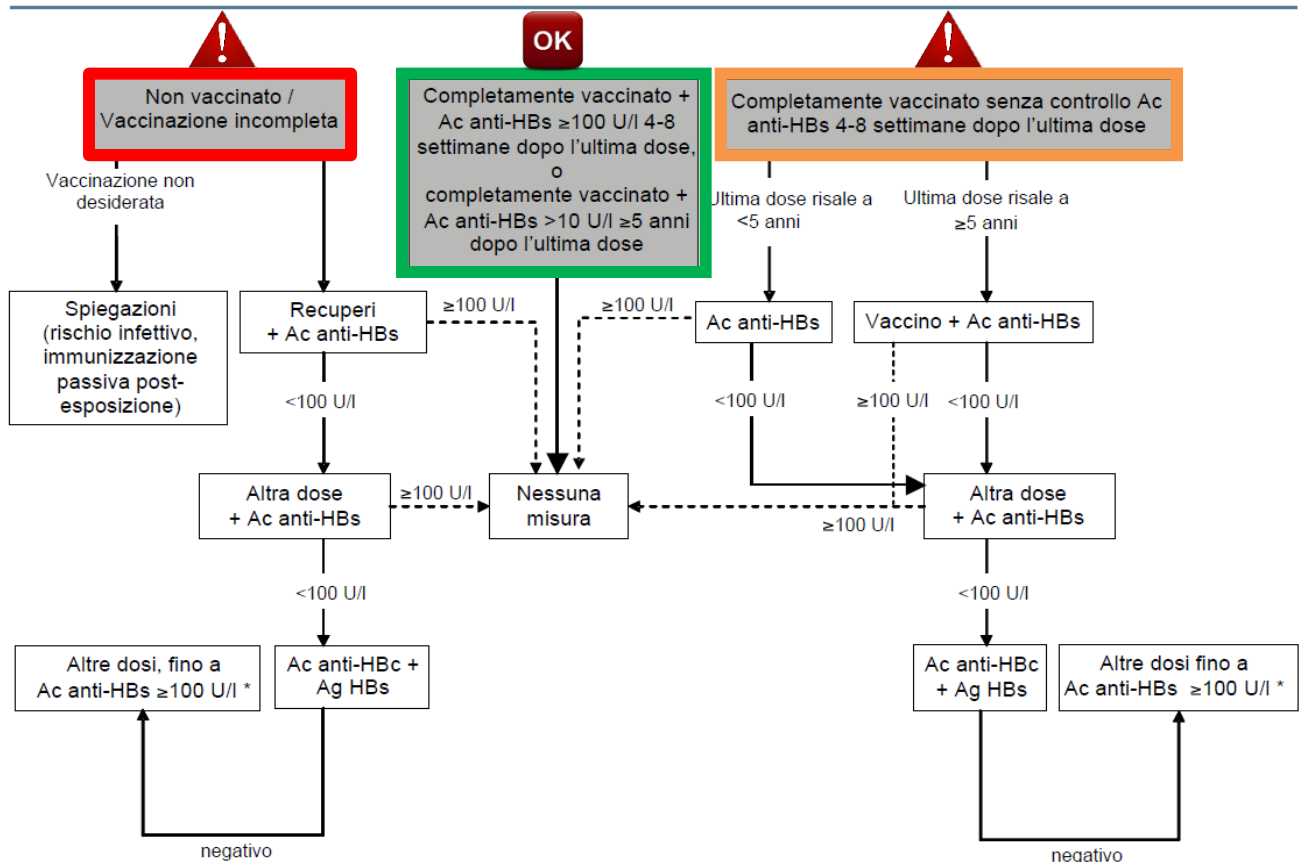 OK
Non vaccinato /
Vaccinazione incompleta
Completamente vaccinato +
Ac anti-HBs ≥100 U/l 4-8
settimane dopo l'ultima dose,
o
completamente vaccinato +
Ac anti-HBs >10 U/l ≥5 anni
dopo l'ultima dose
Completamente vaccinato senza controllo Ac
anti-HBs 4-8 settimane dopo l'ultima dose
Vaccinazione non
desiderata
Ultima dose risale a
<5 anni
Ultima dose risale a
≥5 anni
Spiegazioni
(rischio infettivo,
immunizzazione
passiva post-
esposizione)
Recuperi
+ Ac anti-HBs
≥100 U/l
≥100 U/l
Ac anti-HBs
Vaccino + Ac anti-HBs
<100 U/l
<100 U/l
≥100 U/l
<100 U/l
Altra dose
+ Ac anti-HBs
≥100 U/l
Nessuna
misura
≥100 U/l
Altra dose
+ Ac anti-HBs
<100 U/l
<100 U/l
Altre dosi, fino a
Ac anti-HBs ≥100 U/l *
Ac anti-HBc +
Ag HBs
Ac anti-HBc
+ Ag HBs
Altre dosi fino a
Ac anti-HBs ≥100 U/l *
negativo
negativo